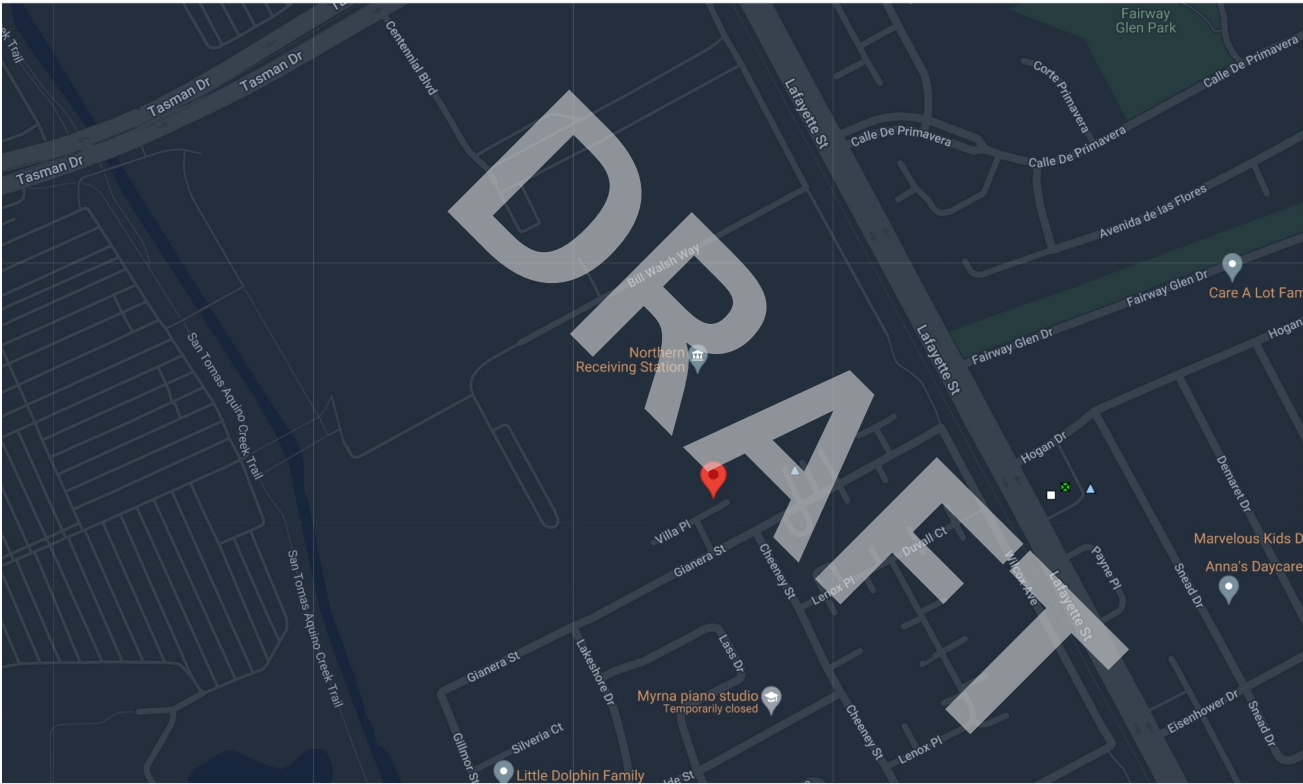 Fairway
Glen Park
Centennial Blvd
Tasman Dr
Tasman Dr
Tasman Dr
Lafayette St
Corte Primavera
Calle De Primavera
Calle De Primavera
Calle De Primavera
Avenida de las Flores
DRAFT
Bill Walsh Way
Fairway Glen Dr
Care A Lot Fam
Fairway Glen Dr
Hogan
Northern
Receiving Station
Lafayette St
San Tomas Aquino Creek Trail
Hogan Dr
Demaret Dr
Villa Pl
Gianera St
Cheeney St
Lenox Pl
Duvall Ct
Wilcox Ave
Lafayette St
Payne Pl
Marvelous Kids D
Anna's Daycare
Snead Dr
San Tomas Aquino Creek Trail
Gianera St
Lakeshore Dr
Lass Dr
Myrna piano studio
Temporarily closed
Cheeney St
Lenox Pl
Eisenhower Dr
Snead Dr
Gillmor St
Silveria Ct
Little Dolphin Family
de St